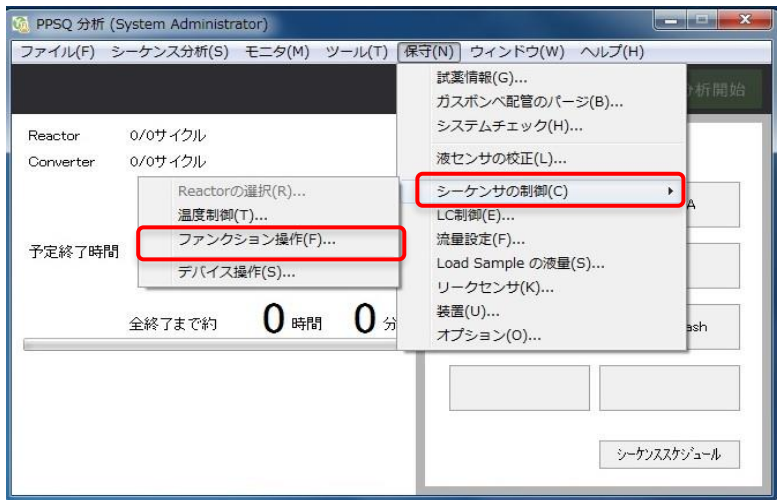 PPSQ 分析 (System Administrator)
ファイル(F) シーケンス分析(S) モニタ(M) ツール(T) 保守(N) ウィンドウ(W) ヘルプ(H)
析開始
試薬情報(G)...
ガスボンベ配管のパージ(B)...
システムチェック(H)...
液センサの校正(L)...
シーケンサの制御(C)
LC制御(E)...
流量設定(F)...
Load Sample の液量(S)...
リークセンサ(K)...
装置(U)...
オプション(O)...
Reactor 0/0サイクル
Converter 0/0サイクル
Reactorの選択(R)...
温度制御(T)...
ファンクション操作(F)...
デバイス操作(S)...
予定終了時間
全終了まで約 0 時間 0 分
A
ash
シーケンススケジュール